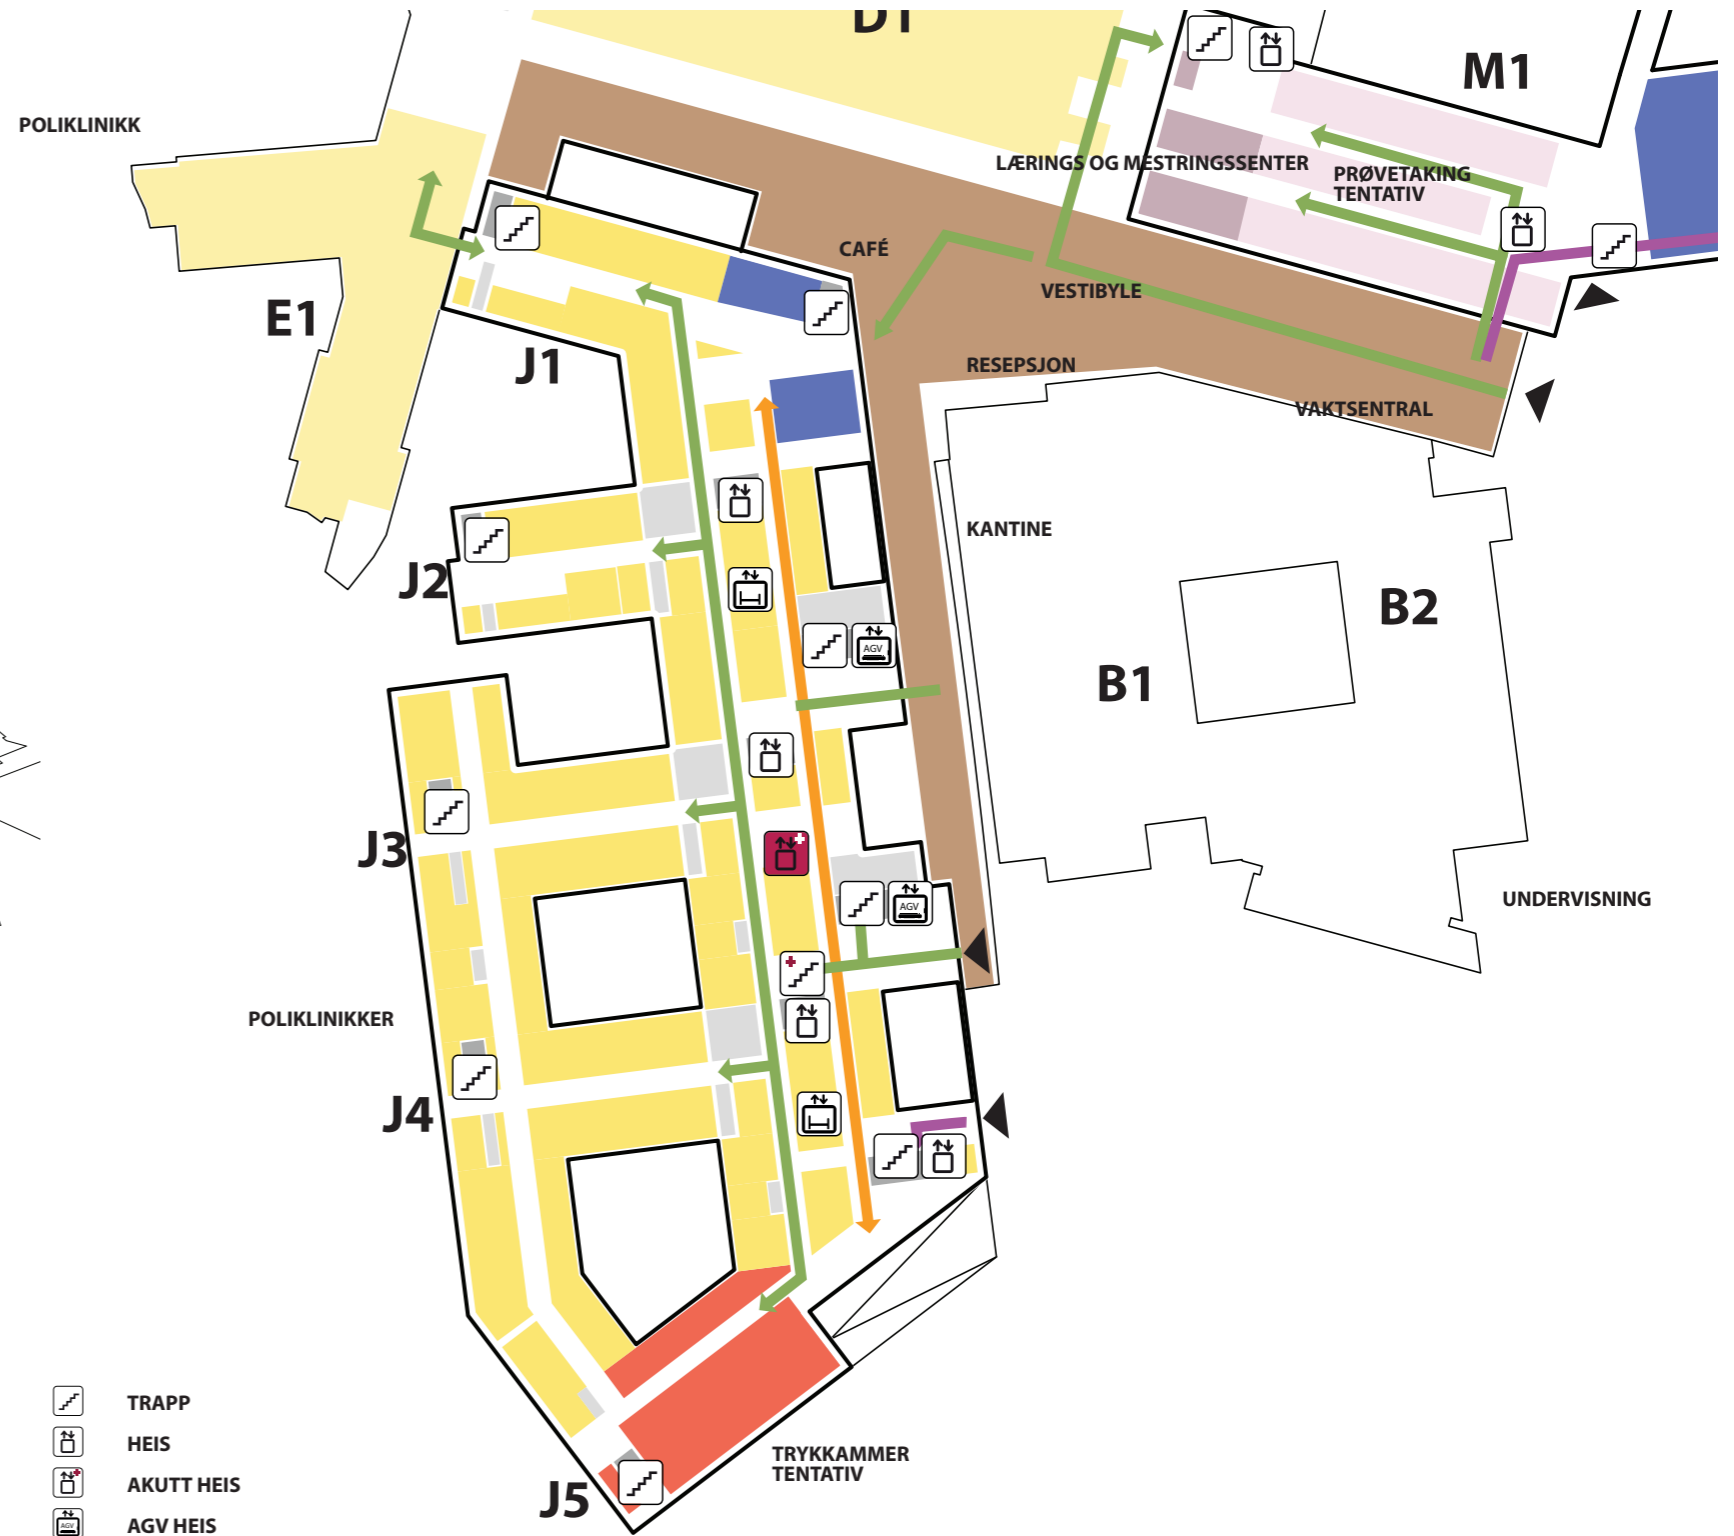 D1
M1
POLIKLINIKK
LÆRINGS OG MESTRINGSSENTER
PRØVETAKING
TENTATIV
CAFÉ
VESTIBYLE
E1
J1
RESEPSJON
VAKTSENTRAL
KANTINE
J2
B2
AGV
B1
J3
AGV
UNDERVISNING
POLIKLINIKKER
J4
TRAPP
HEIS
AKUTT HEIS
AGV
AGV HEIS
TRYKKAMMER
TENTATIV
J5